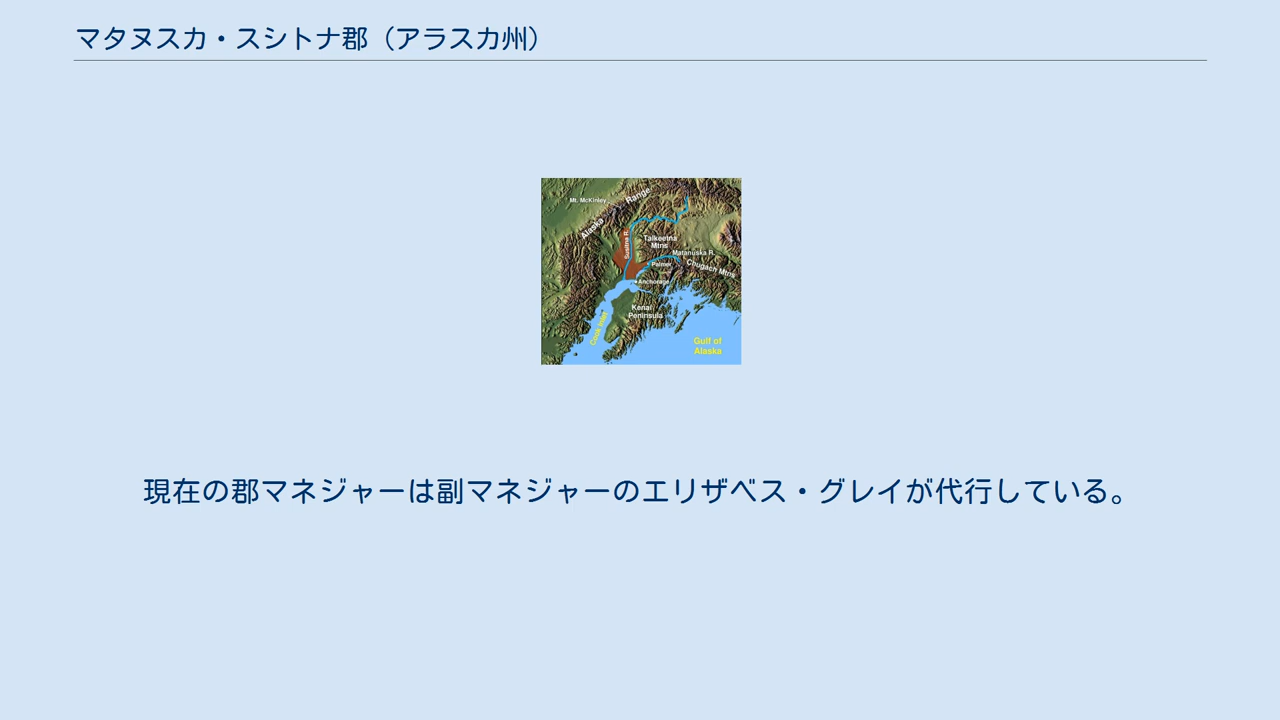 マタヌスカ・スシトナ郡（アラスカ州）
Mt. McKinley
Alaska Range
Susitna R.
Talkeetna
Mtns
Matanuska R.
Palmer
Chugach Mtns
Anchorage
Kenai
Peninsula
Cook Inlet
Gulf of
Alaska
現在の郡マネジャーは副マネジャーのエリザベス・グレイが代行している。